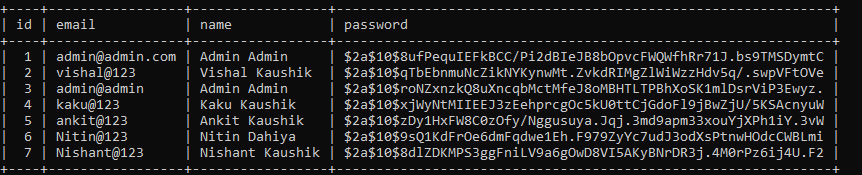 id | email | name | password
1 | admin@admin.com | Admin Admin | $2a$10$8ufPequIEFkBCC/Pi2dBIeJB8bOpvcFWQWfhRr71J.bs9TMSDymtC
2 | vishal@123 | Vishal Kaushik | $2a$10$qTbEbnmuNcZikNYKynwMt.ZvkdRIMgZlWiWzzHdv5q/.swpVFtOVe
3 | admin@admin | Admin Admin | $2a$10$roNZxnzkQ8uXncqbMctMfeJ8oMBHTLTPBhXoSK1mlDsrViP3Ewyz.
4 | kaku@123 | Kaku Kaushik | $2a$10$xjWyNtMIIEEJ3zEehprcgOc5kU0ttCjGdoFl9jBwZjU/5KSAcnyuW
5 | ankit@123 | Ankit Kaushik | $2a$10$zDy1HxFW8C0zOfy/Nggusuya.Jqj.3md9apm33xouYjXPh1iY.3vW
6 | Nitin@123 | Nitin Dahiya | $2a$10$9sQ1KdFrOe6dmFqdwe1Eh.F979ZyYc7udJ3odXsPtnwHOdcCWBLmi
7 | Nishant@123 | Nishant Kaushik | $2a$10$8dlZDKMPS3ggFniLV9a6gOwD8VI5AKyBNrDR3j.4M0rPz6ij4U.F2